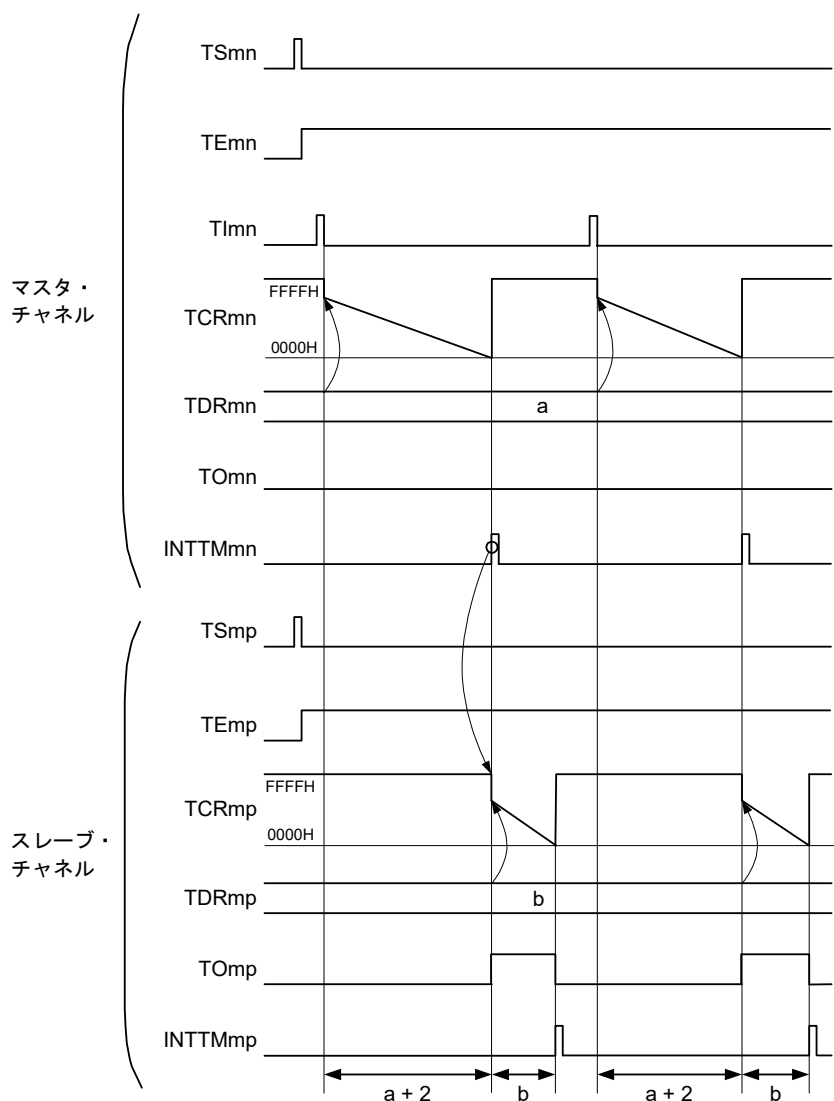 TSmn
TEmn
TImn
マスタ・
チャネル
FFFFH
TCRmn
0000H
TDRmn
a
TOmn
INTTMmn
TSmp
TEmp
FFFFH
TCRmp
0000H
スレーブ・
チャネル
TDRmp
b
TOmp
INTTMmp
a + 2
b
a + 2
b